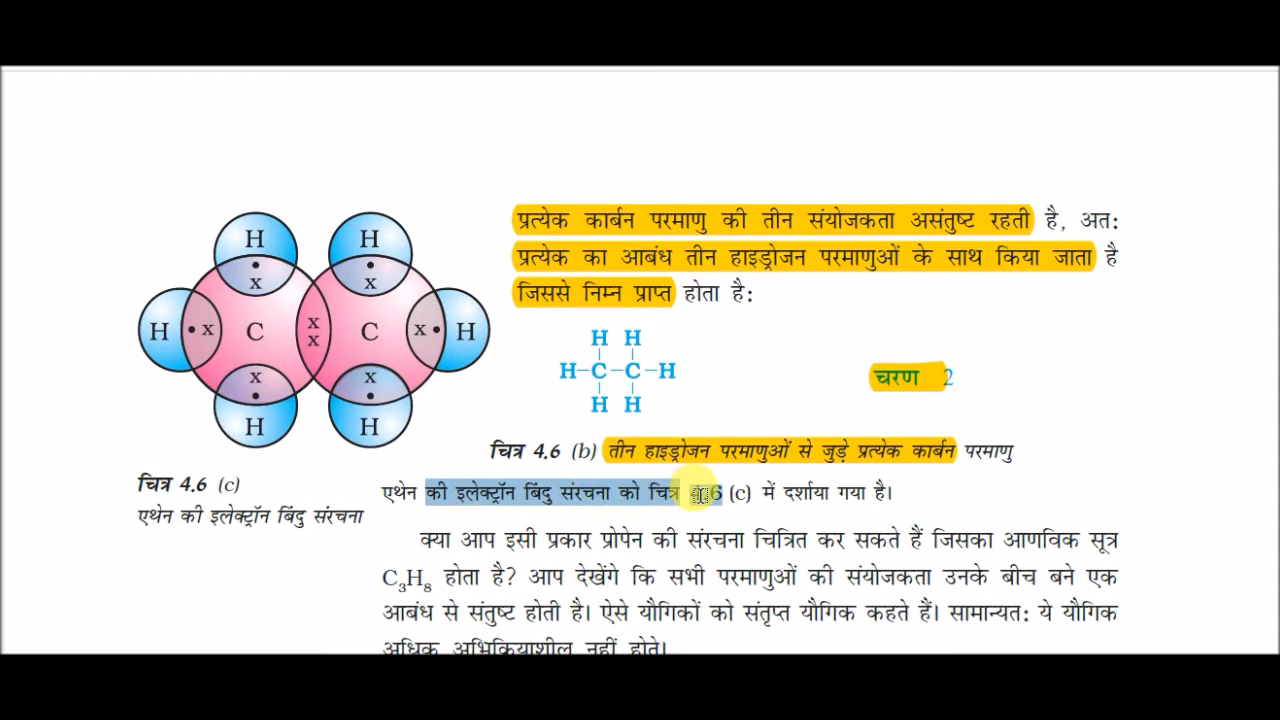 H H
H • x C x x C x • H
H H
चित्र 4.6 (c)
एथेन की इलेक्ट्रॉन बिंदु संरचना
प्रत्येक कार्बन परमाणु की तीन संयोजकता असंतुष्ट रहती है, अत:
प्रत्येक का आबंध तीन हाइड्रोजन परमाणुओं के साथ किया जाता है
जिससे निम्न प्राप्त होता है:
H H
H–C–C–H
H H
चरण 2
चित्र 4.6 (b) तीन हाइड्रोजन परमाणुओं से जुड़े प्रत्येक कार्बन परमाणु
एथेन की इलेक्ट्रॉन बिंदु संरचना को चित्र 4.6 (c) में दर्शाया गया है।
क्या आप इसी प्रकार प्रोपेन की संरचना चित्रित कर सकते हैं जिसका आणविक सूत्र
C₃H₈ होता है? आप देखेंगे कि सभी परमाणुओं की संयोजकता उनके बीच बने एक
आबंध से संतुष्ट होती है। ऐसे यौगिकों को संतृप्त यौगिक कहते हैं। सामान्यत: ये यौगिक
अधिक अभिक्रियाशील नहीं होते।